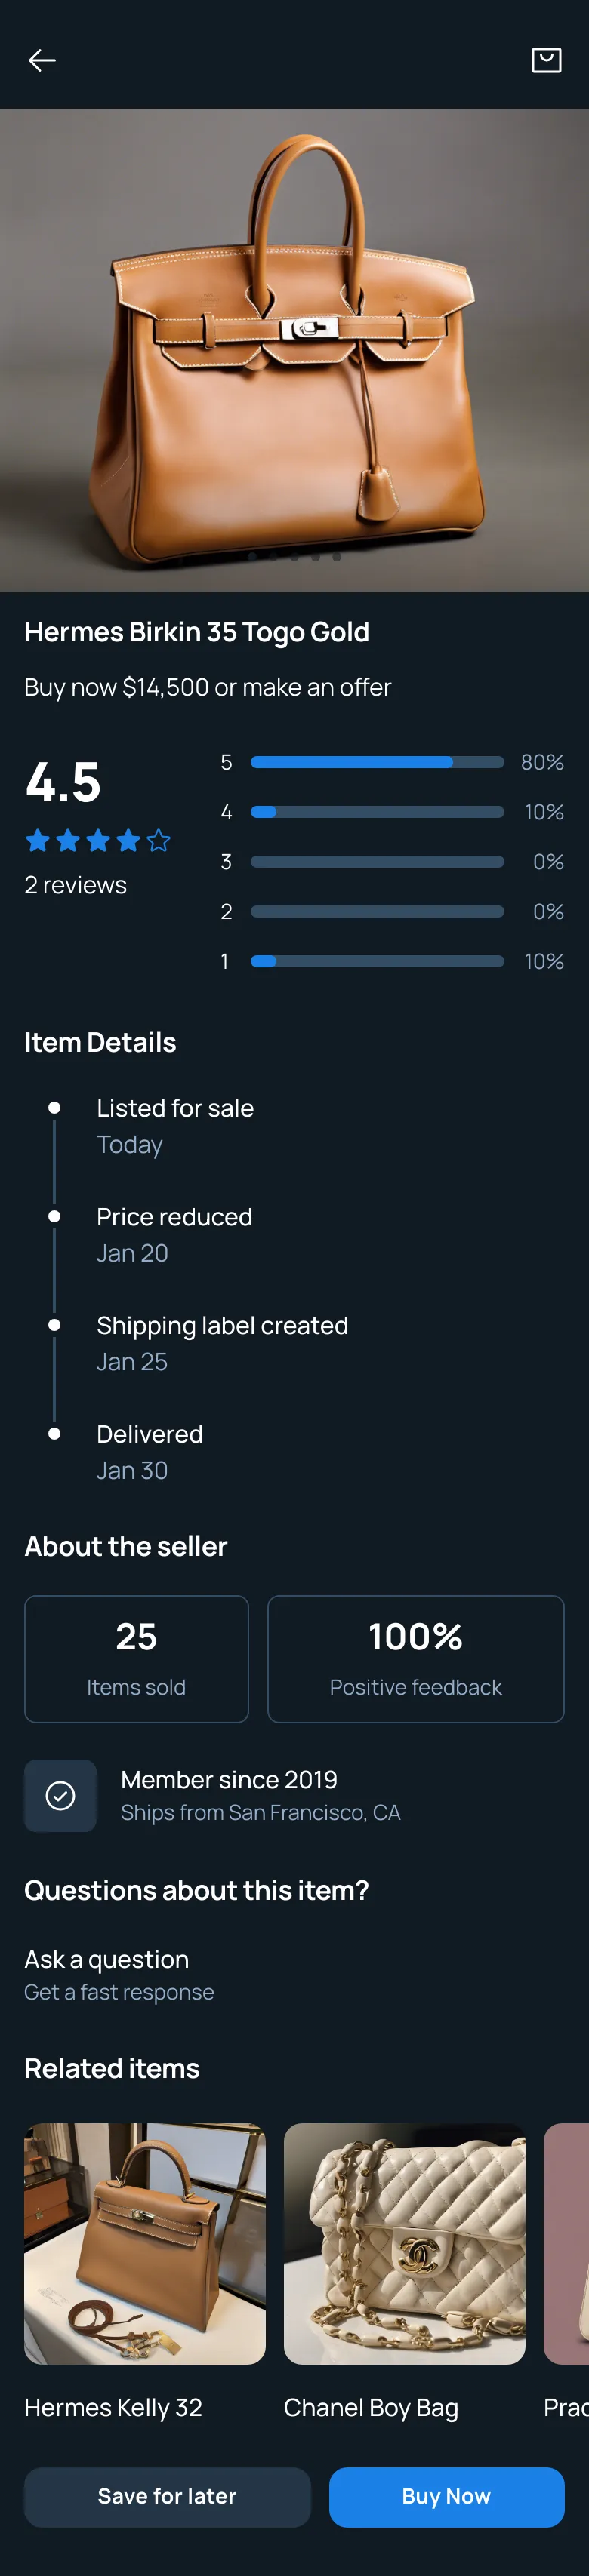 Hermes Birkin 35 Togo Gold
Buy now $14,500 or make an offer
4.5
2 reviews
5 80%
4 10%
3 0%
2 0%
1 10%
Item Details
Listed for sale
Today
Price reduced
Jan 20
Shipping label created
Jan 25
Delivered
Jan 30
About the seller
25
Items sold
100%
Positive feedback
Member since 2019
Ships from San Francisco, CA
Questions about this item?
Ask a question
Get a fast response
Related items
Hermes Kelly 32
Chanel Boy Bag
Save for later
Buy Now